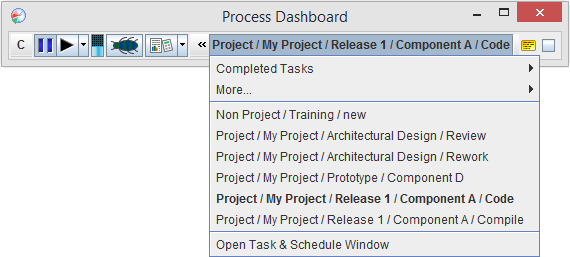 Process Dashboard
C « Project / My Project / Release 1 / Component A / Code
Completed Tasks
More...
Non Project / Training / new
Project / My Project / Architectural Design / Review
Project / My Project / Architectural Design / Rework
Project / My Project / Prototype / Component D
Project / My Project / Release 1 / Component A / Code
Project / My Project / Release 1 / Component A / Compile
Open Task & Schedule Window